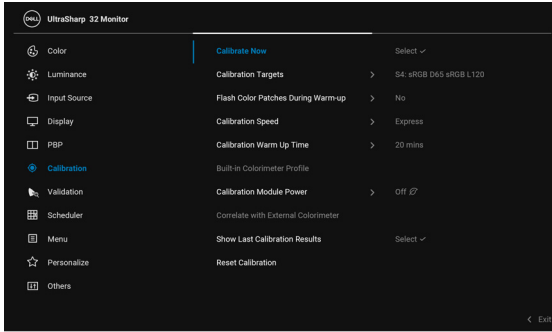 DELL UltraSharp 32 Monitor
Color
Luminance
Input Source
Display
PBP
Calibration
Validation
Scheduler
Menu
Personalize
Others
Calibrate Now Select ✓
Calibration Targets > S4: sRGB D65 sRGB L120
Flash Color Patches During Warm-up > No
Calibration Speed > Express
Calibration Warm Up Time > 20 mins
Built-in Colorimeter Profile
Calibration Module Power > Off
Correlate with External Colorimeter
Show Last Calibration Results Select ✓
Reset Calibration
< Exit